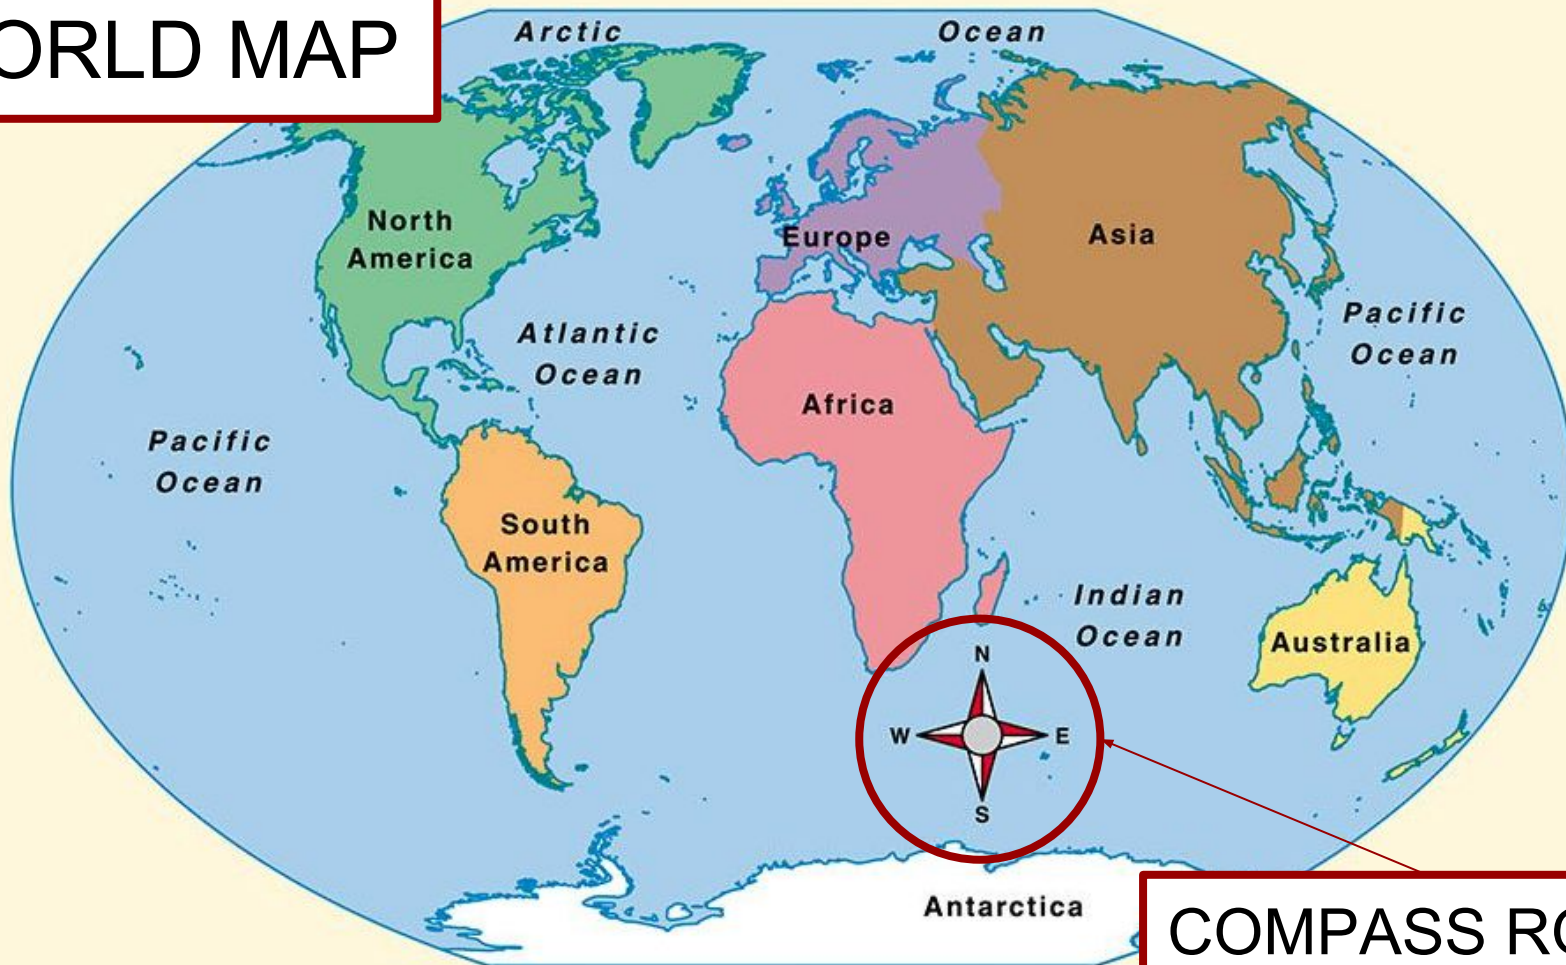 ORLD MAP
Arctic
Ocean
North
America
Europe
Asia
Atlantic
Ocean
Pacific
Ocean
Africa
Pacific
Ocean
South
America
Indian
Ocean
Australia
N
W
E
S
Antarctica
COMPASS RO